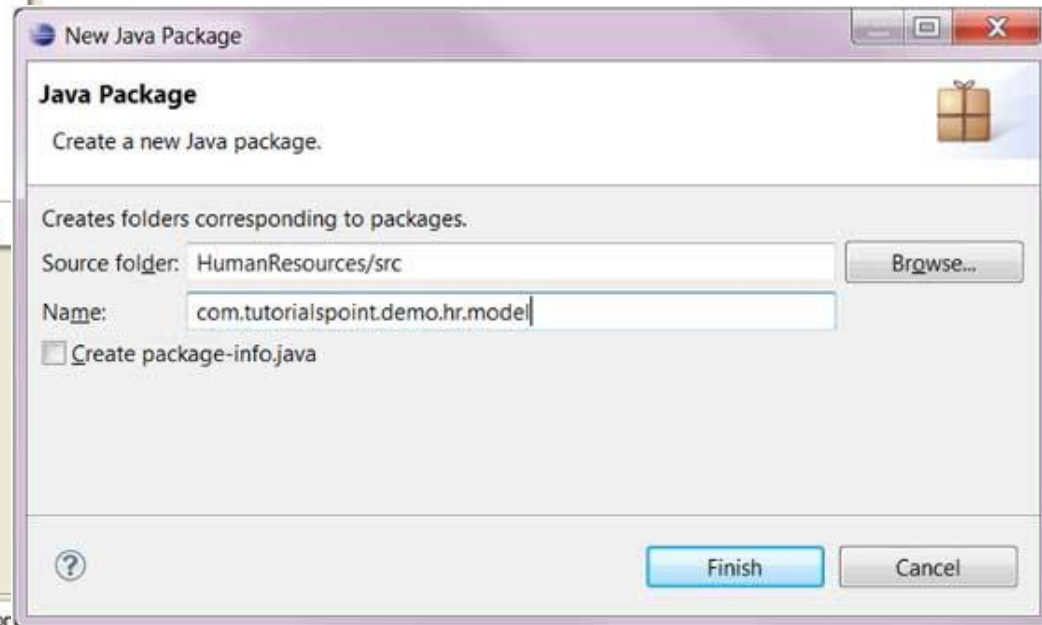 New Java Package
Java Package
Create a new Java package.
Creates folders corresponding to packages.
Source folder: HumanResources/src Browse...
Name: com.tutorialspoint.demo.hr.model
Create package-info.java
? Finish Cancel